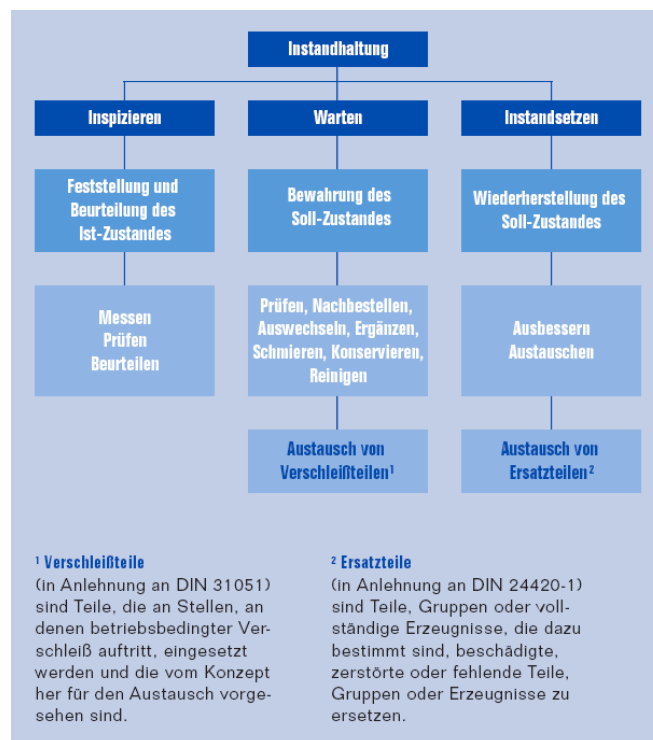 Instandhaltung
Inspizieren
Warten
Instandsetzen
Feststellung und
Beurteilung des
Ist-Zustandes
Bewahrung des
Soll-Zustandes
Wiederherstellung des
Soll-Zustandes
Messen
Prüfen
Beurteilen
Prüfen, Nachbestellen,
Auswechseln, Ergänzen,
Schmieren, Konservieren,
Reinigen
Ausbessern
Austauschen
Austausch von
Verschleißteilen¹
Austausch von
Ersatzteilen²
¹ Verschleißteile
(in Anlehnung an DIN 31051)
sind Teile, die an Stellen, an
denen betriebsbedingter Ver-
schleiß auftritt, eingesetzt
werden und die vom Konzept
her für den Austausch vorge-
sehen sind.
² Ersatzteile
(in Anlehnung an DIN 24420-1)
sind Teile, Gruppen oder voll-
ständige Erzeugnisse, die dazu
bestimmt sind, beschädigte,
zerstörte oder fehlende Teile,
Gruppen oder Erzeugnisse zu
ersetzen.